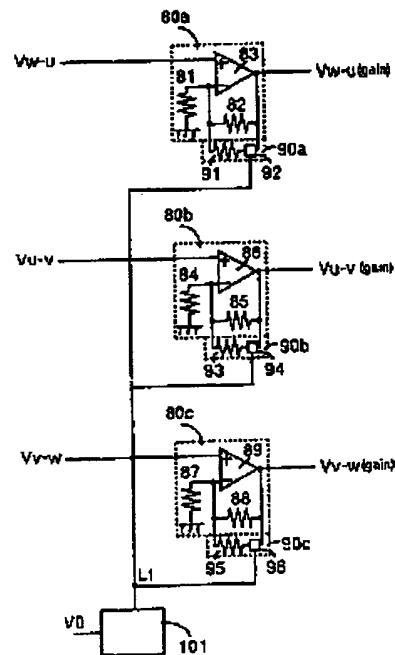 80a
Vw-u
83
Vw-u(gain)
81
82
90a
91
92
80b
Vu-v
86
Vu-v(gain)
84
85
90b
93
94
80c
Vv-w
89
Vv-w(gain)
87
88
90c
95
96
L1
V0
101